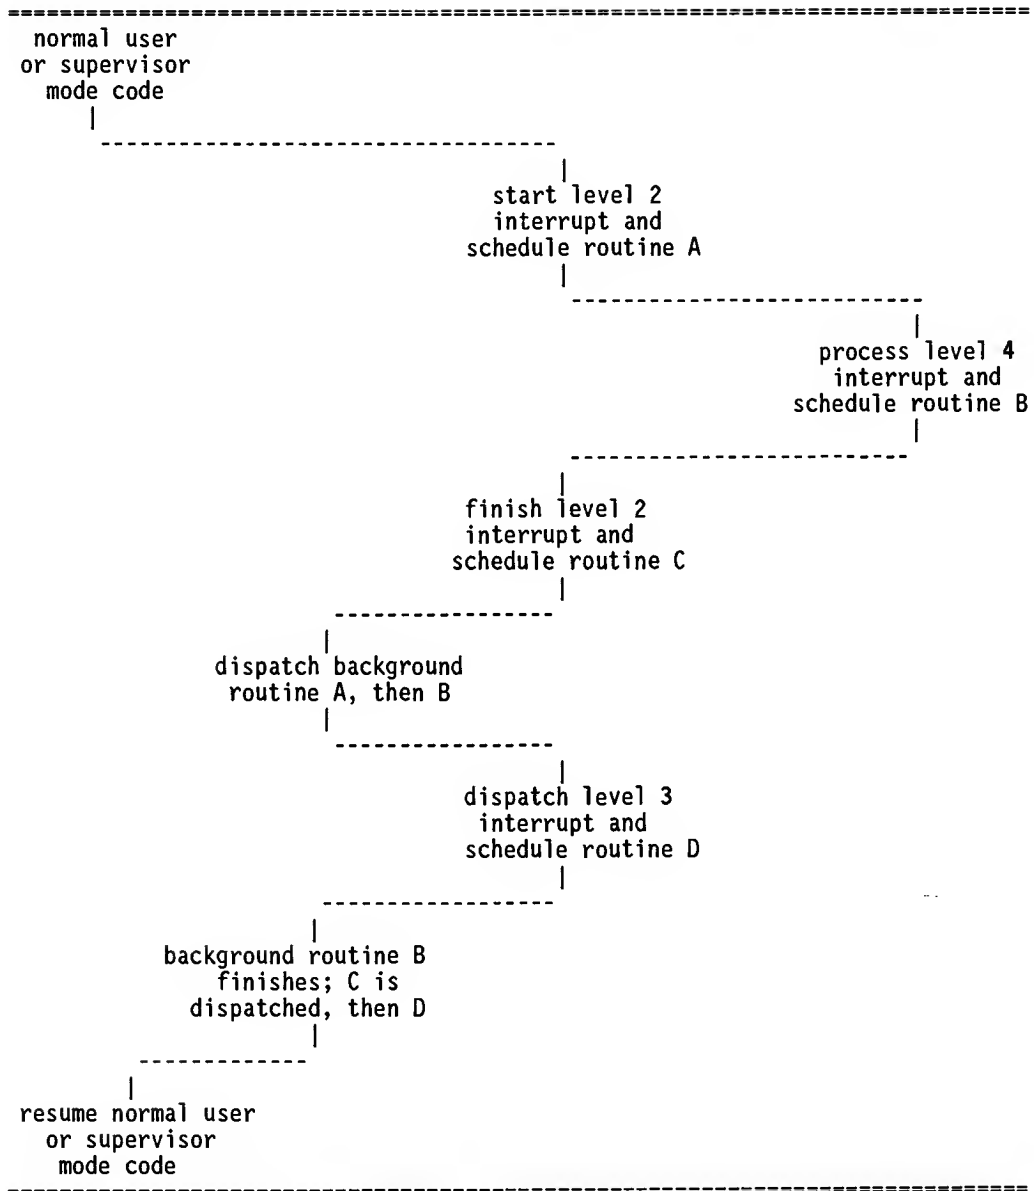 normal user
or supervisor
mode code
start level 2
interrupt and
schedule routine A
process level 4
interrupt and
schedule routine B
finish level 2
interrupt and
schedule routine C
dispatch background
routine A, then B
dispatch level 3
interrupt and
schedule routine D
background routine B
finishes; C is
dispatched, then D
resume normal user
or supervisor
mode code